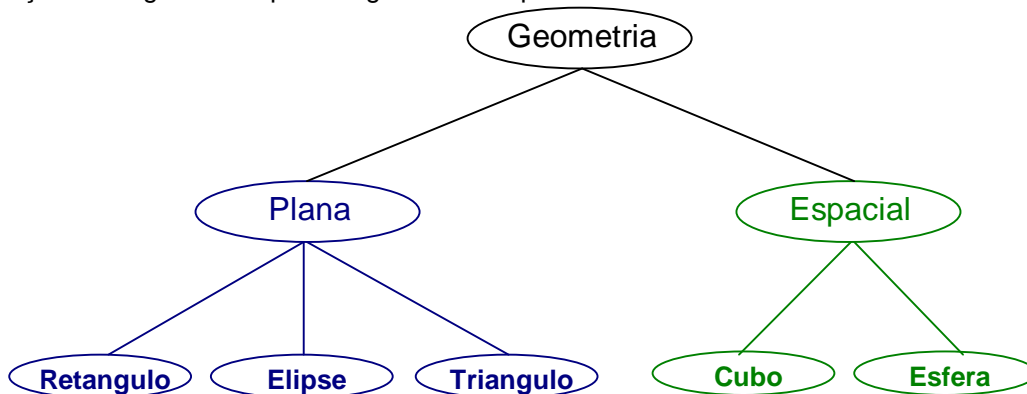 Geometria
Plana
Espacial
Retangulo
Elipse
Triangulo
Cubo
Esfera